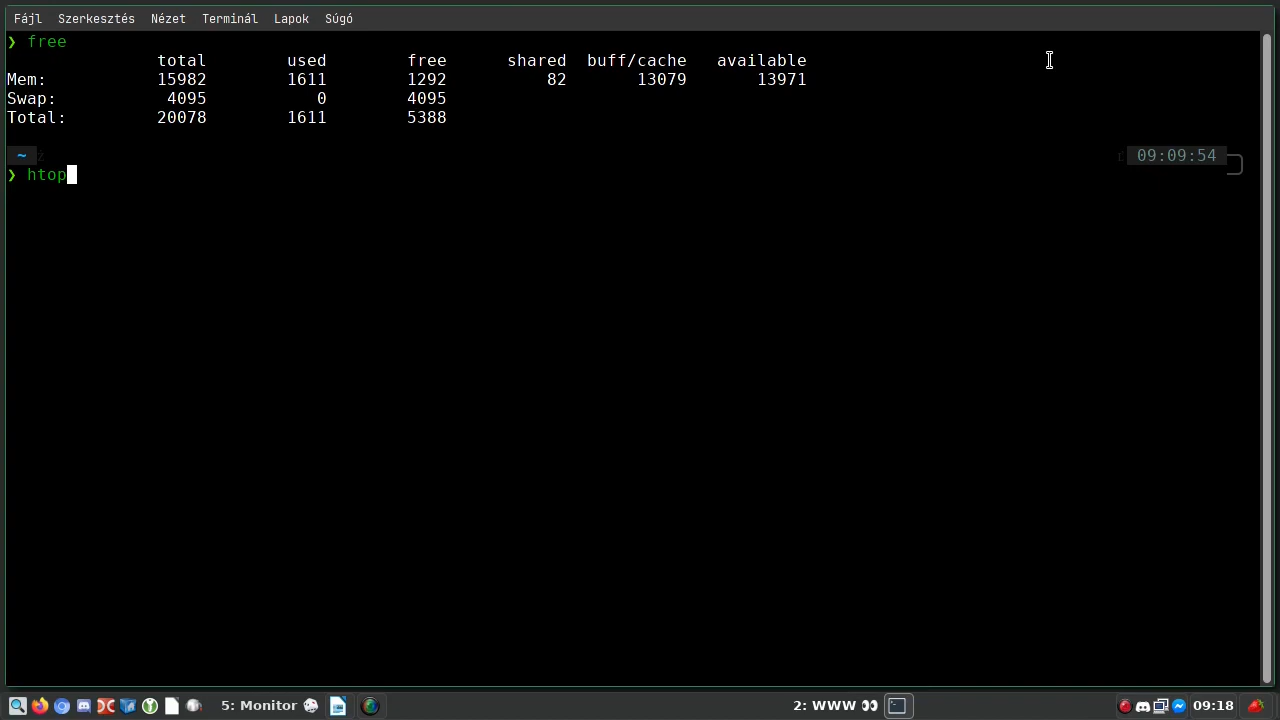 Fájl Szerkesztés Nézet Terminál Lapok Súgó
❯ free
total used free shared buff/cache available
Mem: 15982 1611 1292 82 13079 13971
Swap: 4095 0 4095
Total: 20078 1611 5388
~ 09:09:54
❯ htop
5: Monitor 2: WWW 09:18